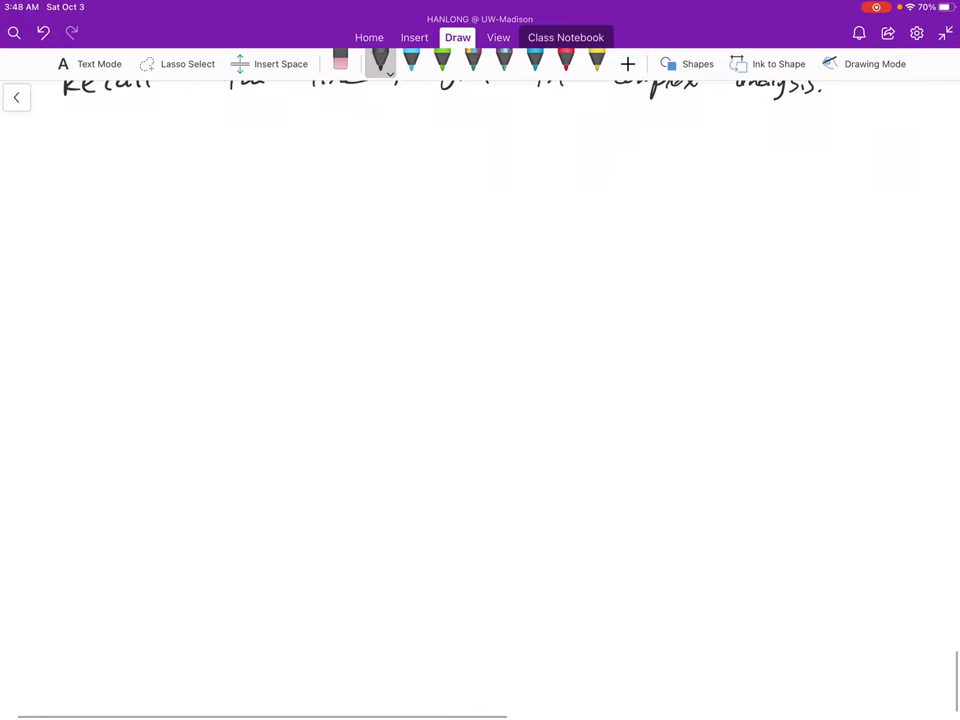 3:48 AM Sat Oct 3
70%
HANLONG @ UW-Madison
Home Insert Draw View Class Notebook
A Text Mode Lasso Select Insert Space Shapes Ink to Shape Drawing Mode
Recall in complex analysis.